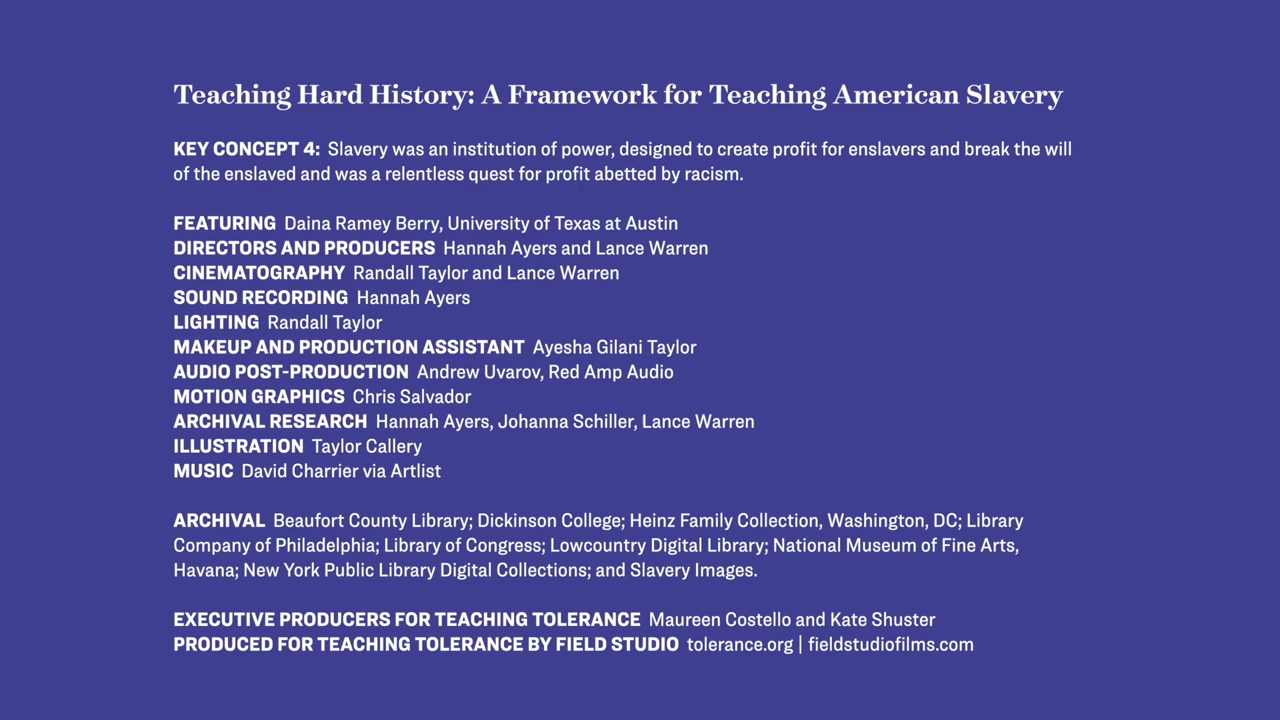 Teaching Hard History: A Framework for Teaching American Slavery
KEY CONCEPT 4: Slavery was an institution of power, designed to create profit for enslavers and break the will
of the enslaved and was a relentless quest for profit abetted by racism.
FEATURING Daina Ramey Berry, University of Texas at Austin
DIRECTORS AND PRODUCERS Hannah Ayers and Lance Warren
CINEMATOGRAPHY Randall Taylor and Lance Warren
SOUND RECORDING Hannah Ayers
LIGHTING Randall Taylor
MAKEUP AND PRODUCTION ASSISTANT Ayesha Gilani Taylor
AUDIO POST-PRODUCTION Andrew Uvarov, Red Amp Audio
MOTION GRAPHICS Chris Salvador
ARCHIVAL RESEARCH Hannah Ayers, Johanna Schiller, Lance Warren
ILLUSTRATION Taylor Callery
MUSIC David Charrier via Artlist
ARCHIVAL Beaufort County Library; Dickinson College; Heinz Family Collection, Washington, DC; Library
Company of Philadelphia; Library of Congress; Lowcountry Digital Library; National Museum of Fine Arts,
Havana; New York Public Library Digital Collections; and Slavery Images.
EXECUTIVE PRODUCERS FOR TEACHING TOLERANCE Maureen Costello and Kate Shuster
PRODUCED FOR TEACHING TOLERANCE BY FIELD STUDIO tolerance.org | fieldstudiofilms.com